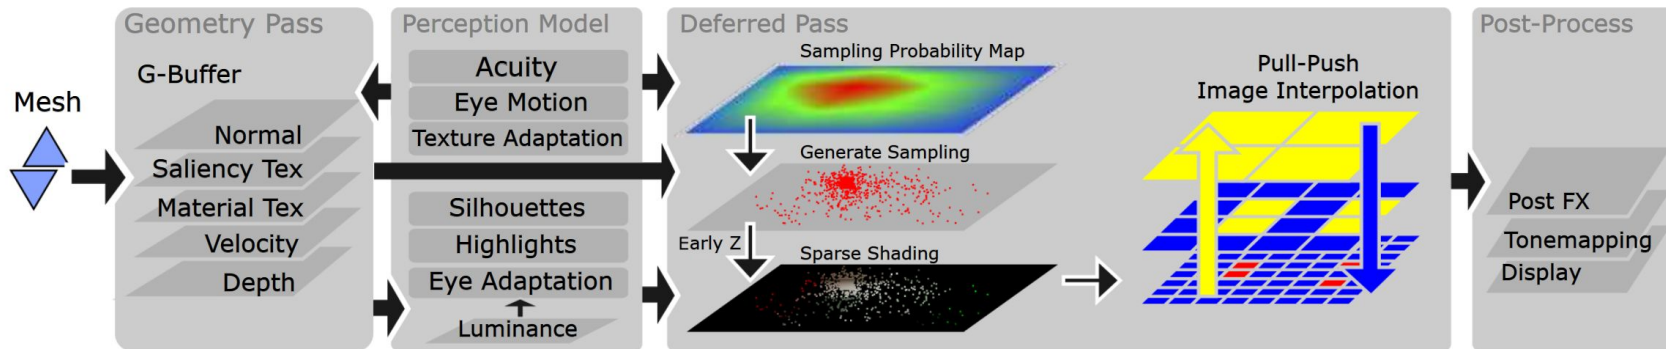 Mesh
Geometry Pass
G-Buffer
Normal
Saliency Tex
Material Tex
Velocity
Depth
Perception Model
Acuity
Eye Motion
Texture Adaptation
Silhouettes
Highlights
Eye Adaptation
Luminance
Deferred Pass
Sampling Probability Map
Generate Sampling
Early Z
Sparse Shading
Pull-Push
Image Interpolation
Post-Process
Post FX
Tonemapping
Display